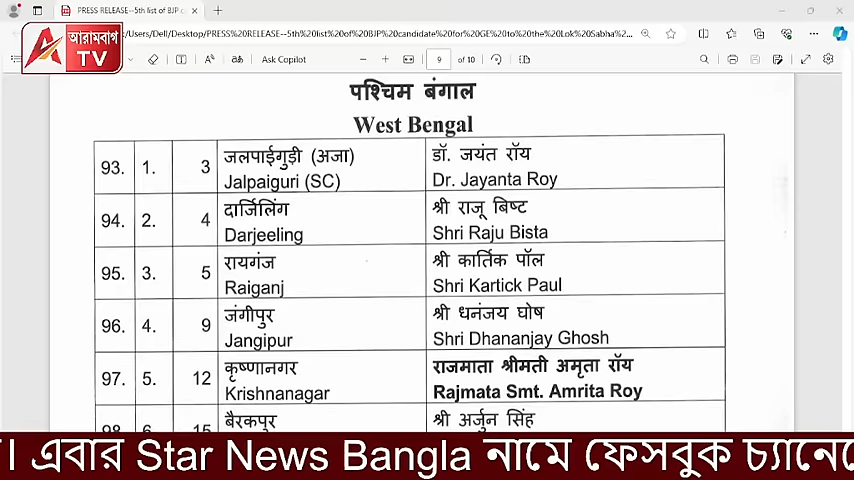 PRESS RELEASE--5th list of BJP c
/Users/Dell/Desktop/PRESS%20RELEASE--5th%20list%20of%20BJP%20candidate%20for%20GE%20to%20the%20Lok%20Sabha%2...
আরামবাগ
TV
Ask Copilot
9 of 10
पश्चिम बंगाल
West Bengal
93. 1. 3 जलपाईगुड़ी (अजा) डॉ. जयंत रॉय
Jalpaiguri (SC) Dr. Jayanta Roy
94. 2. 4 दार्जिलिंग श्री राजू बिष्ट
Darjeeling Shri Raju Bista
95. 3. 5 रायगंज श्री कार्तिक पॉल
Raiganj Shri Kartick Paul
96. 4. 9 जंगीपुर श्री धनंजय घोष
Jangipur Shri Dhananjay Ghosh
97. 5. 12 कृष्णानगर राजमाता श्रीमती अमृता रॉय
Krishnanagar Rajmata Smt. Amrita Roy
98. 6. 15 बैरकपुर श्री अर्जुन सिंह
। এবার Star News Bangla নামে ফেসবুক চ্যানে